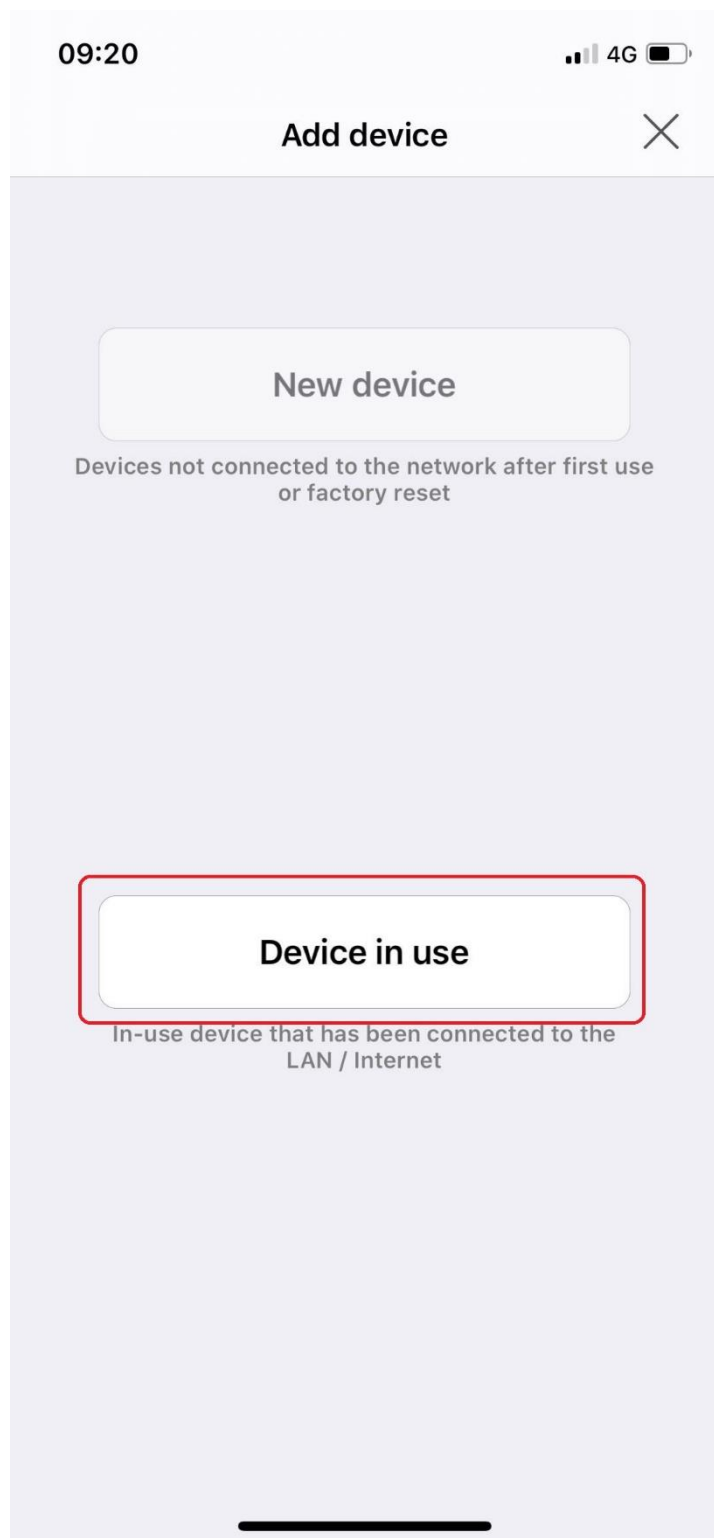 09:20
4G
Add device
New device
Devices not connected to the network after first use
or factory reset
Device in use
In-use device that has been connected to the
LAN / Internet